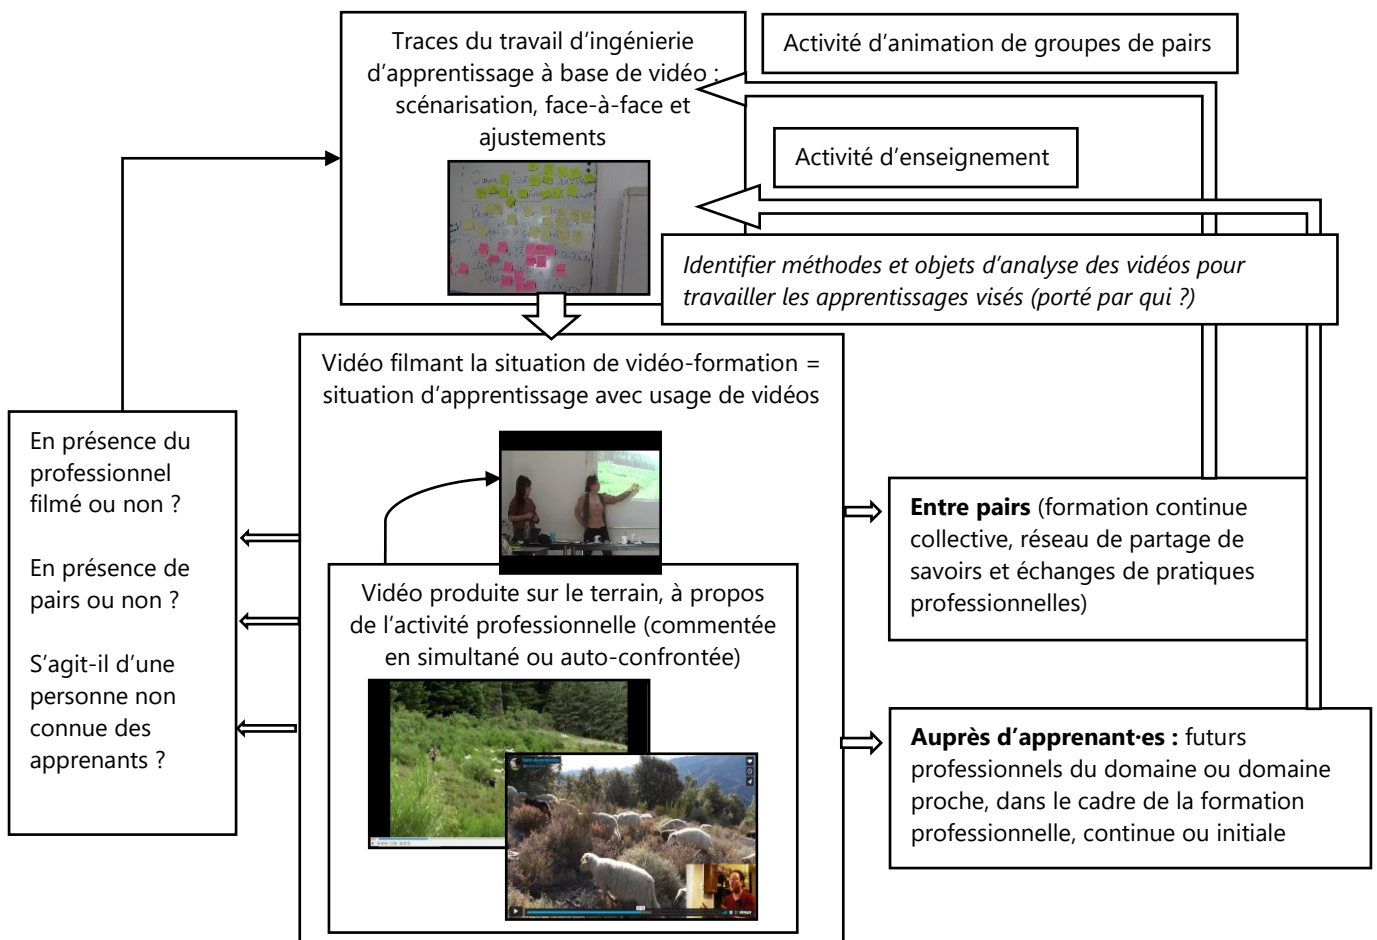 Traces du travail d’ingénierie
d’apprentissage à base de vidéo :
scénarisation, face-à-face et
ajustements
Activité d’animation de groupes de pairs
Activité d’enseignement
Identifier méthodes et objets d’analyse des vidéos pour
travailler les apprentissages visés (porté par qui ?)
Vidéo filmant la situation de vidéo-formation =
situation d’apprentissage avec usage de vidéos
En présence du
professionnel
filmé ou non ?
En présence de
pairs ou non ?
S’agit-il d’une
personne non
connue des
apprenants ?
Vidéo produite sur le terrain, à propos
de l’activité professionnelle (commentée
en simultané ou auto-confrontée)
Entre pairs (formation continue
collective, réseau de partage de
savoirs et échanges de pratiques
professionnelles)
Auprès d’apprenant·es : futurs
professionnels du domaine ou domaine
proche, dans le cadre de la formation
professionnelle, continue ou initiale